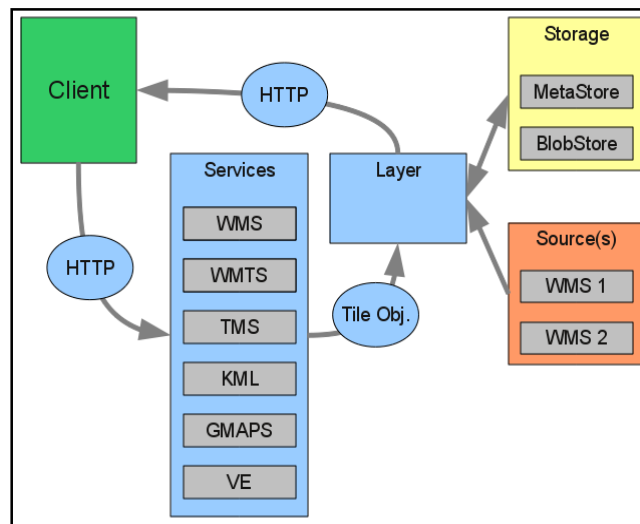 Client
HTTP
Storage
MetaStore
BlobStore
Services
WMS
WMTS
TMS
KML
GMAPS
VE
Layer
HTTP
Tile Obj.
Source(s)
WMS 1
WMS 2